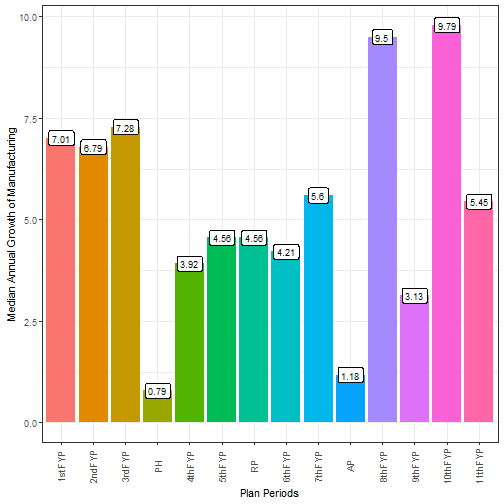 Median Annual Growth of Manufacturing
10.0
7.5
5.0
2.5
0.0
7.01
6.79
7.28
0.79
3.92
4.56
4.56
4.21
5.6
1.18
9.5
3.13
9.79
5.45
1stFYP
2ndFYP
3rdFYP
PH
4thFYP
5thFYP
RP
6thFYP
7thFYP
AP
8thFYP
9thFYP
10thFYP
11thFYP
Plan Periods